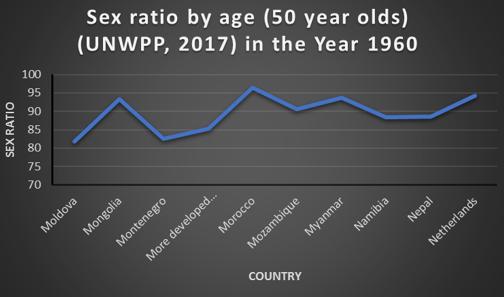 Sex ratio by age (50 year olds)
(UNWPP, 2017) in the Year 1960
SEX RATIO
100
95
90
85
80
75
70
Moldova
Mongolia
Montenegro
More developed...
Morocco
Mozambique
Myanmar
Namibia
Nepal
Netherlands
COUNTRY